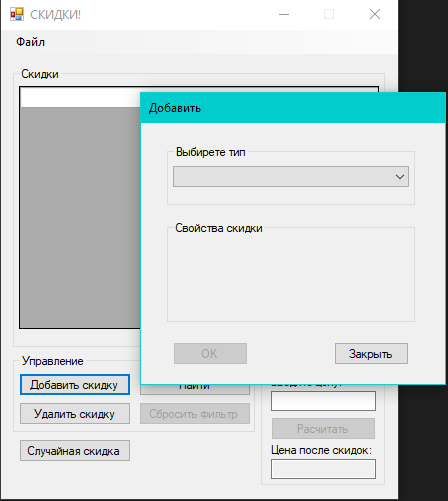 СКИДКИ!
Файл
Скидки
Добавить
Выбирете тип
Свойства скидки
OK
Закрыть
Управление
Добавить скидку
Найти
Удалить скидку
Сбросить Фильтр
Расчитать
Случайная скидка
Цена после скидок: